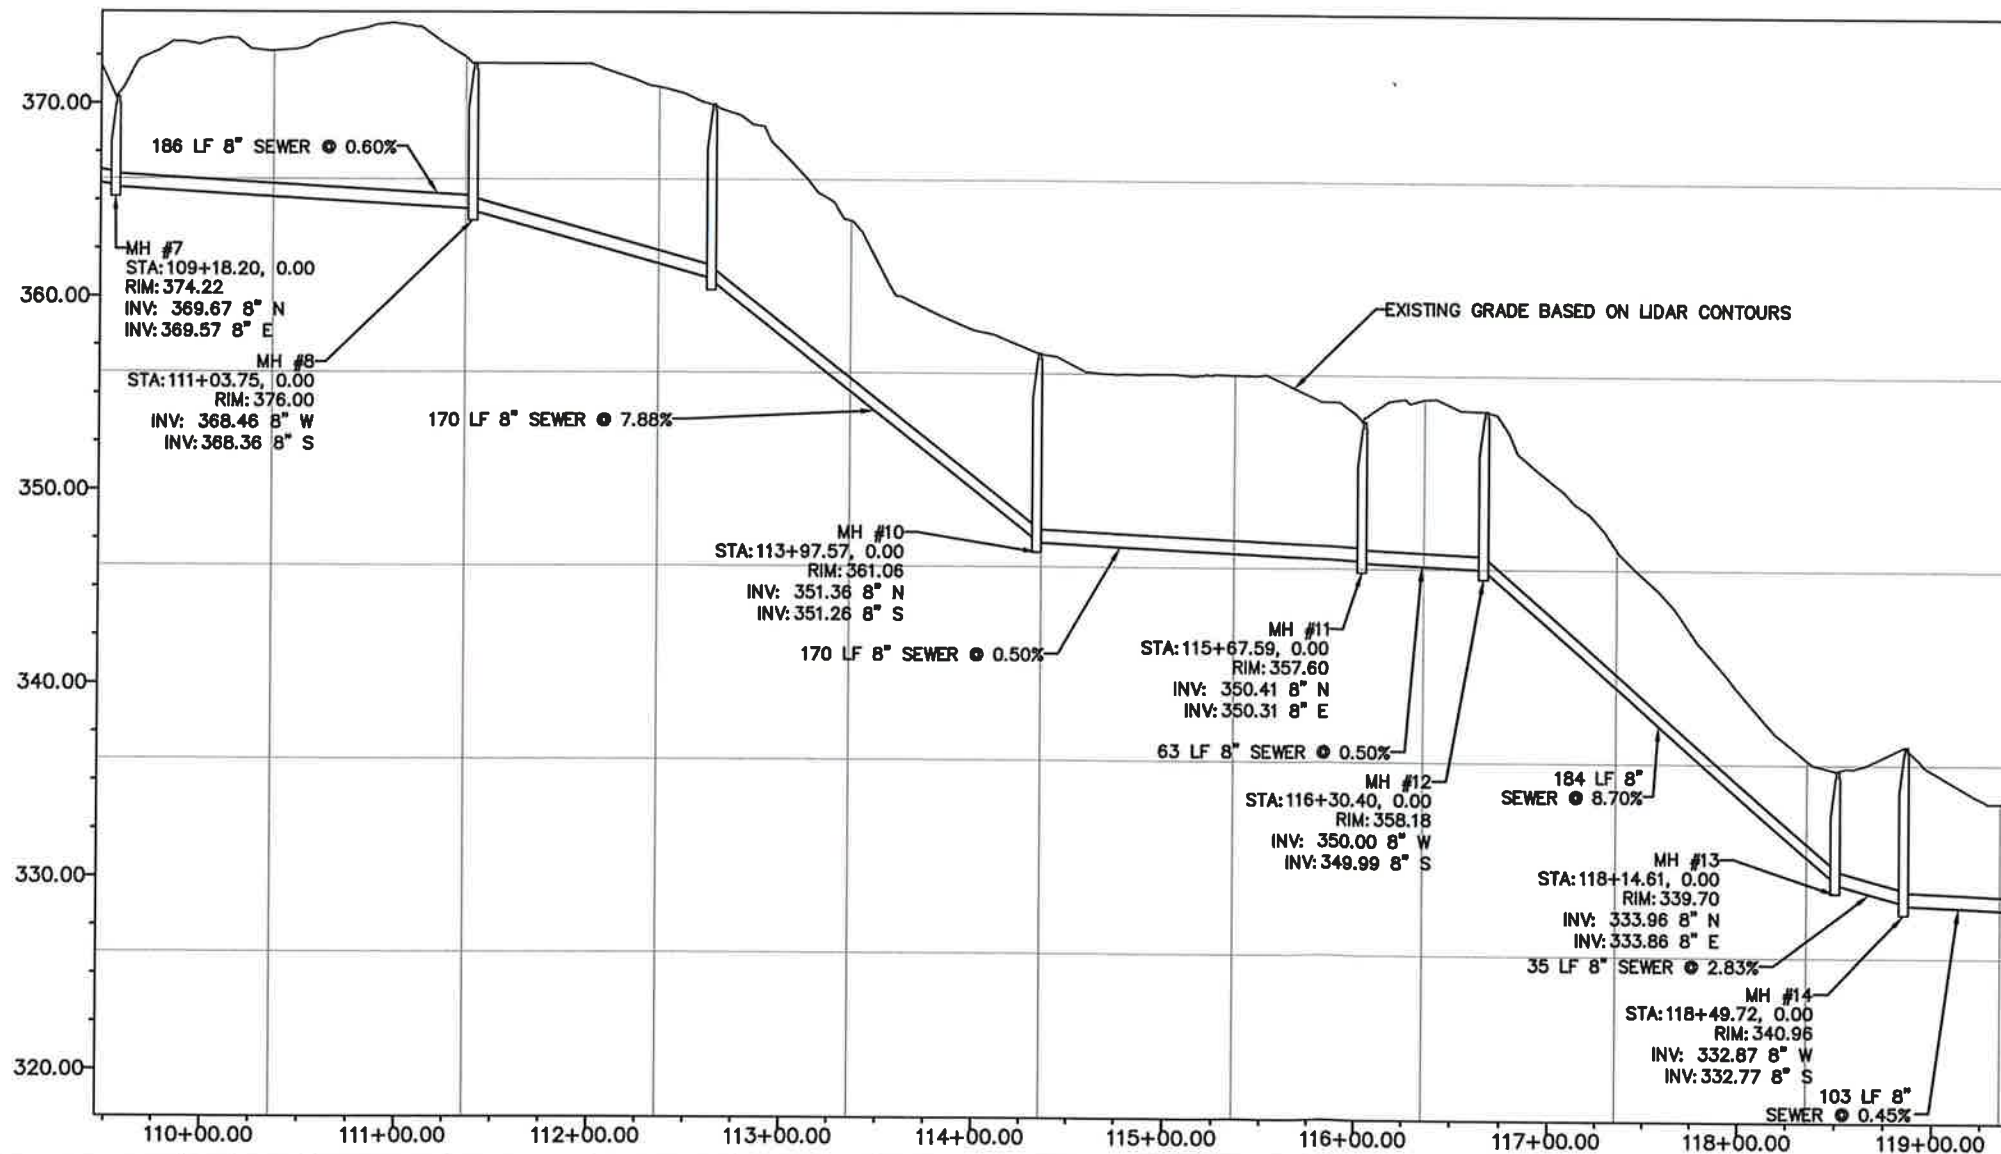 370.00
360.00
350.00
340.00
330.00
320.00
186 LF 8" SEWER @ 0.60%
MH #7
STA:109+18.20, 0.00
RIM:374.22
INV: 369.67 8" N
INV:369.57 8" E
MH #8
STA:111+03.75, 0.00
RIM:376.00
INV: 368.46 8" W
INV:368.36 8" S
170 LF 8" SEWER @ 7.88%
EXISTING GRADE BASED ON LIDAR CONTOURS
MH #10
STA:113+97.57, 0.00
RIM:361.06
INV: 351.36 8" N
INV:351.26 8" S
170 LF 8" SEWER @ 0.50%
MH #11
STA:115+67.59, 0.00
RIM:357.60
INV: 350.41 8" N
INV:350.31 8" E
63 LF 8" SEWER @ 0.50%
MH #12
STA:116+30.40, 0.00
RIM:358.18
INV: 350.00 8" W
INV:349.99 8" S
184 LF 8"
SEWER @ 8.70%
MH #13
STA:118+14.61, 0.00
RIM:339.70
INV: 333.96 8" N
INV:333.86 8" E
35 LF 8" SEWER @ 2.83%
MH #14
STA:118+49.72, 0.00
RIM:340.96
INV: 332.87 8" W
INV:332.77 8" S
103 LF 8"
SEWER @ 0.45%
110+00.00 111+00.00 112+00.00 113+00.00 114+00.00 115+00.00 116+00.00 117+00.00 118+00.00 119+00.00